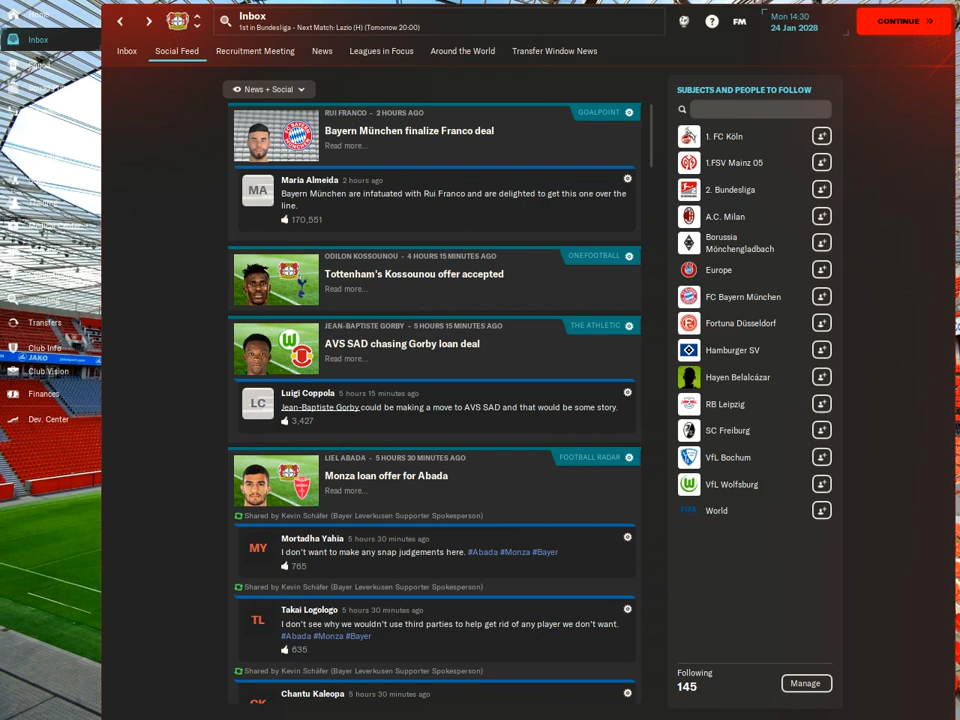 Home
Inbox
1st in Bundesliga - Next Match: Lazio (H) (Tomorrow 20:00)
?
FM
Mon 14:30
24 Jan 2028
CONTINUE
Inbox
Inbox
Social Feed
Recruitment Meeting
News
Leagues in Focus
Around the World
Transfer Window News
News + Social
RUI FRANCO - 2 HOURS AGO
GOALPOINT
Bayern München finalize Franco deal
Read more...
MA
Maria Almeida 2 hours ago
Bayern München are infatuated with Rui Franco and are delighted to get this one over the
line.
170,551
ODILON KOSSOUNOU - 4 HOURS 15 MINUTES AGO
ONEFOOTBALL
Tottenham's Kossounou offer accepted
Read more...
JEAN-BAPTISTE GORBY - 5 HOURS 15 MINUTES AGO
THE ATHLETIC
AVS SAD chasing Gorby loan deal
Read more...
LC
Luigi Coppola 5 hours 15 minutes ago
Jean-Baptiste Gorby could be making a move to AVS SAD and that would be some story.
3,427
LIEL ABADA - 5 HOURS 30 MINUTES AGO
FOOTBALL RADAR
Monza loan offer for Abada
Read more...
Shared by Kevin Schäfer (Bayer Leverkusen Supporter Spokesperson)
MY
Mortadha Yahia 5 hours 30 minutes ago
I don't want to make any snap judgements here. #Abada #Monza #Bayer
765
Shared by Kevin Schäfer (Bayer Leverkusen Supporter Spokesperson)
TL
Takai Logologo 5 hours 30 minutes ago
I don't see why we wouldn't use third parties to help get rid of any player we don't want.
#Abada #Monza #Bayer
635
Shared by Kevin Schäfer (Bayer Leverkusen Supporter Spokesperson)
CK
Chantu Kaleopa 5 hours 30 minutes ago
SUBJECTS AND PEOPLE TO FOLLOW
1. FC Köln
1.FSV Mainz 05
2. Bundesliga
A.C. Milan
Borussia
Mönchengladbach
Europe
FC Bayern München
Fortuna Düsseldorf
Hamburger SV
Hayen Belalcázar
RB Leipzig
SC Freiburg
VfL Bochum
VfL Wolfsburg
FIFA
World
Following
145
Manage
Scouting
Transfers
Club Info
JAKO
Club Vision
Finances
Dev. Center